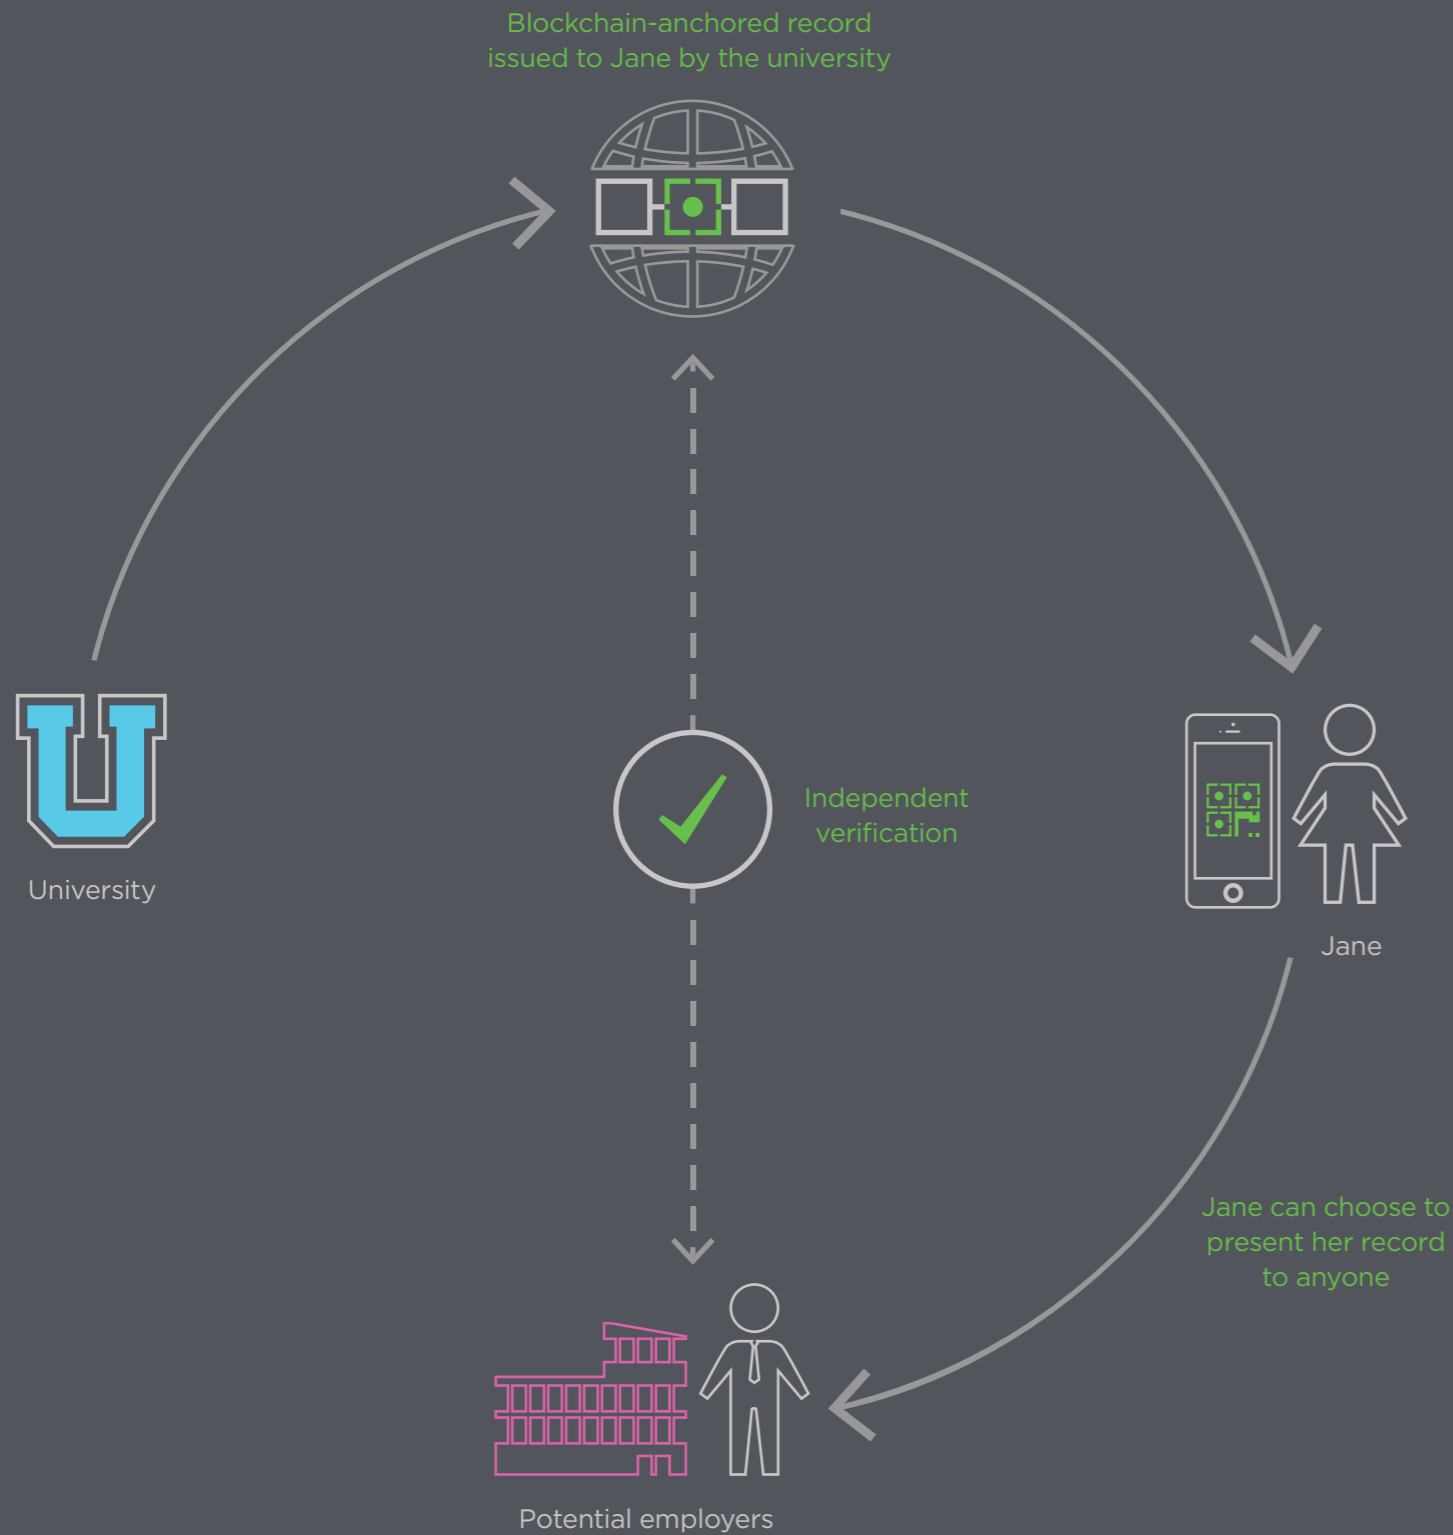 Blockchain-anchored record
issued to Jane by the university
U
University
Independent
verification
Jane
Jane can choose to
present her record
to anyone
Potential employers